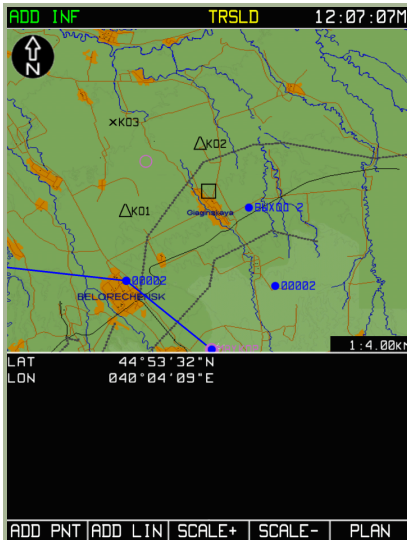 ADD INF TRSLD 12:07:07M
N
×KO3
KO2
KO1
Giaginskaya
00002
00002
BELORECHENSK
1:4.00KM
LAT 44°53'32"N
LON 040°04'09"E
ADD PNT ADD LIN SCALE+ SCALE- PLAN